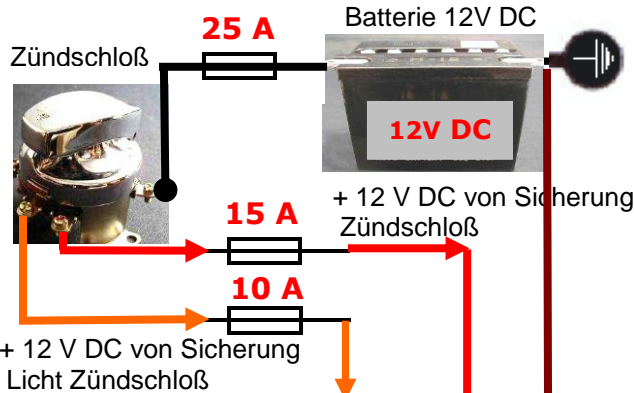 Batterie 12V DC
25 A
Zündschloß
12V DC
+ 12 V DC von Sicherung
Zündschloß
15 A
10 A
+ 12 V DC von Sicherung
Licht Zündschloß